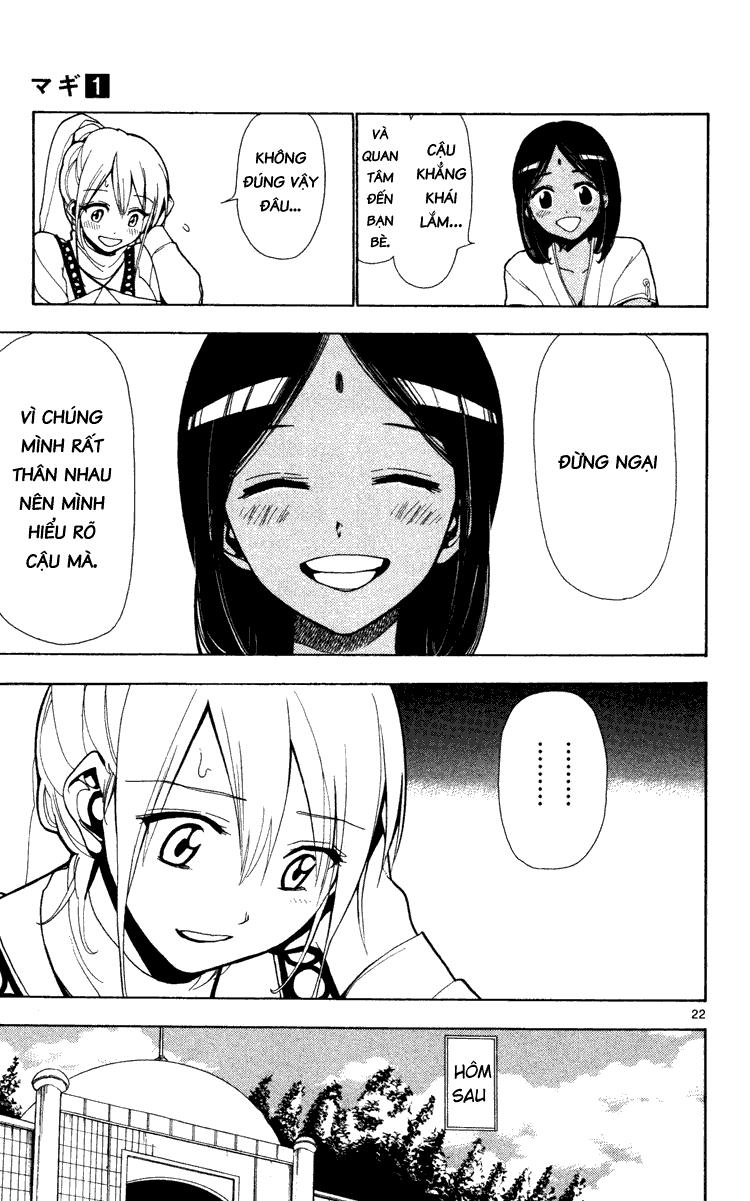 マギ1
CẬU
KHẲNG
KHÁI
LẮM...
VÀ
QUAN
TÂM
ĐẾN
BẠN
BÈ.
KHÔNG
ĐÚNG VẬY
ĐÂU...
ĐỪNG NGẠI
VÌ CHÚNG
MÌNH RẤT
THÂN NHAU
NÊN MÌNH
HIỂU RÕ
CẬU MÀ.
22
HÔM
SAU